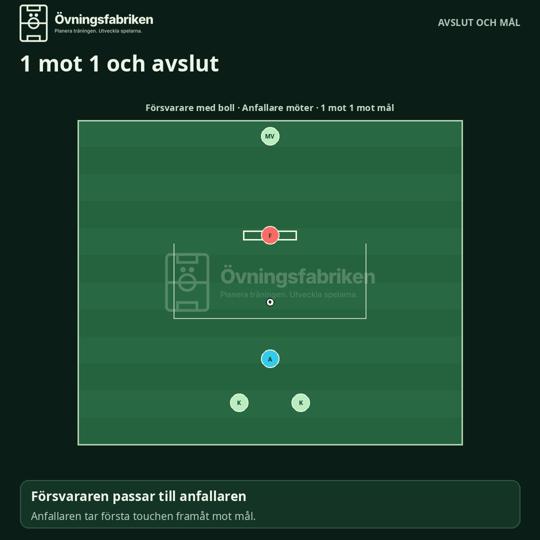 Övningsfabriken
Planera träningen. Utveckla spelarna.
AVSLUT OCH MÅL
1 mot 1 och avslut
Försvarare med boll · Anfallare möter · 1 mot 1 mot mål
MV
F
Övningsfabriken
Planera träningen. Utveckla spelarna.
A
K K
Försvararen passar till anfallaren
Anfallaren tar första touchen framåt mot mål.